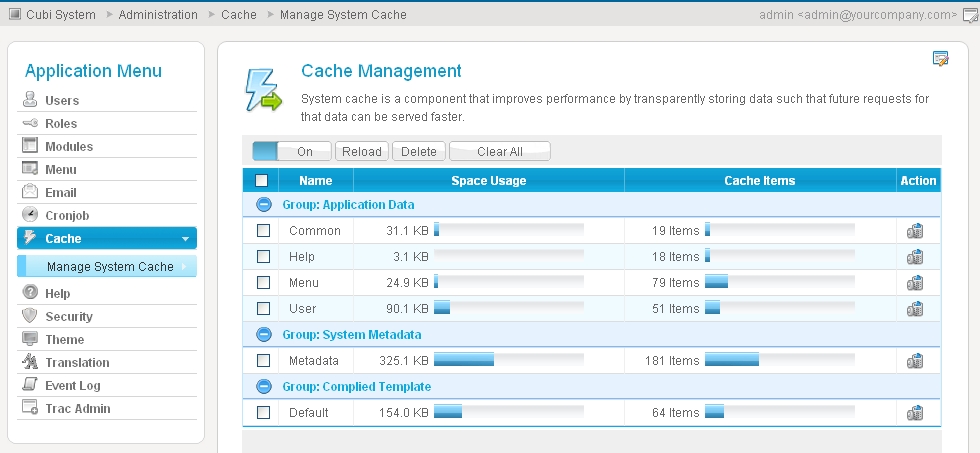 Cubi System Administration Cache Manage System Cache admin <admin@yourcompany.com>
Application Menu
Users
Roles
Modules
Menu
Email
Cronjob
Cache
Manage System Cache
Help
Security
Theme
Translation
Event Log
Trac Admin
Cache Management
System cache is a component that improves performance by transparently storing data such that future requests for
that data can be served faster.
On Reload Delete Clear All
Name Space Usage Cache Items Action
Group: Application Data
Common 31.1 KB 19 Items
Help 3.1 KB 18 Items
Menu 24.9 KB 79 Items
User 90.1 KB 51 Items
Group: System Metadata
Metadata 325.1 KB 181 Items
Group: Complied Template
Default 154.0 KB 64 Items